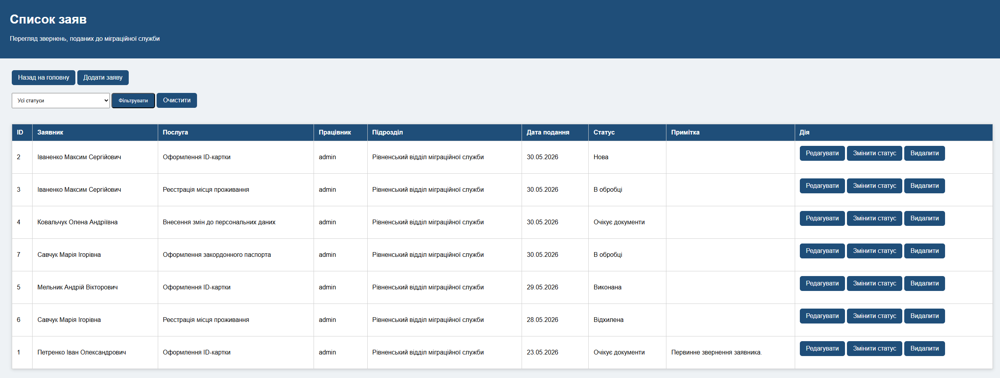 Список заяв
Перегляд звернень, поданих до міграційної служби
Назад на головну Додати заяву
Усі статуси Фільтрувати Очистити
ID Заявник Послуга Працівник Підрозділ Дата подання Статус Примітка Дія
2 Іваненко Максим Сергійович Оформлення ID-картки admin Рівненський відділ міграційної служби 30.05.2026 Нова Редагувати Змінити статус Видалити
3 Іваненко Максим Сергійович Реєстрація місця проживання admin Рівненський відділ міграційної служби 30.05.2026 В обробці Редагувати Змінити статус Видалити
4 Ковальчук Олена Андріївна Внесення змін до персональних даних admin Рівненський відділ міграційної служби 30.05.2026 Очікує документи Редагувати Змінити статус Видалити
7 Савчук Марія Ігорівна Оформлення закордонного паспорта admin Рівненський відділ міграційної служби 30.05.2026 В обробці Редагувати Змінити статус Видалити
5 Мельник Андрій Вікторович Оформлення ID-картки admin Рівненський відділ міграційної служби 29.05.2026 Виконана Редагувати Змінити статус Видалити
6 Савчук Марія Ігорівна Реєстрація місця проживання admin Рівненський відділ міграційної служби 28.05.2026 Відхилена Редагувати Змінити статус Видалити
1 Петренко Іван Олександрович Оформлення ID-картки admin Рівненський відділ міграційної служби 23.05.2026 Очікує документи Первинне звернення заявника. Редагувати Змінити статус Видалити